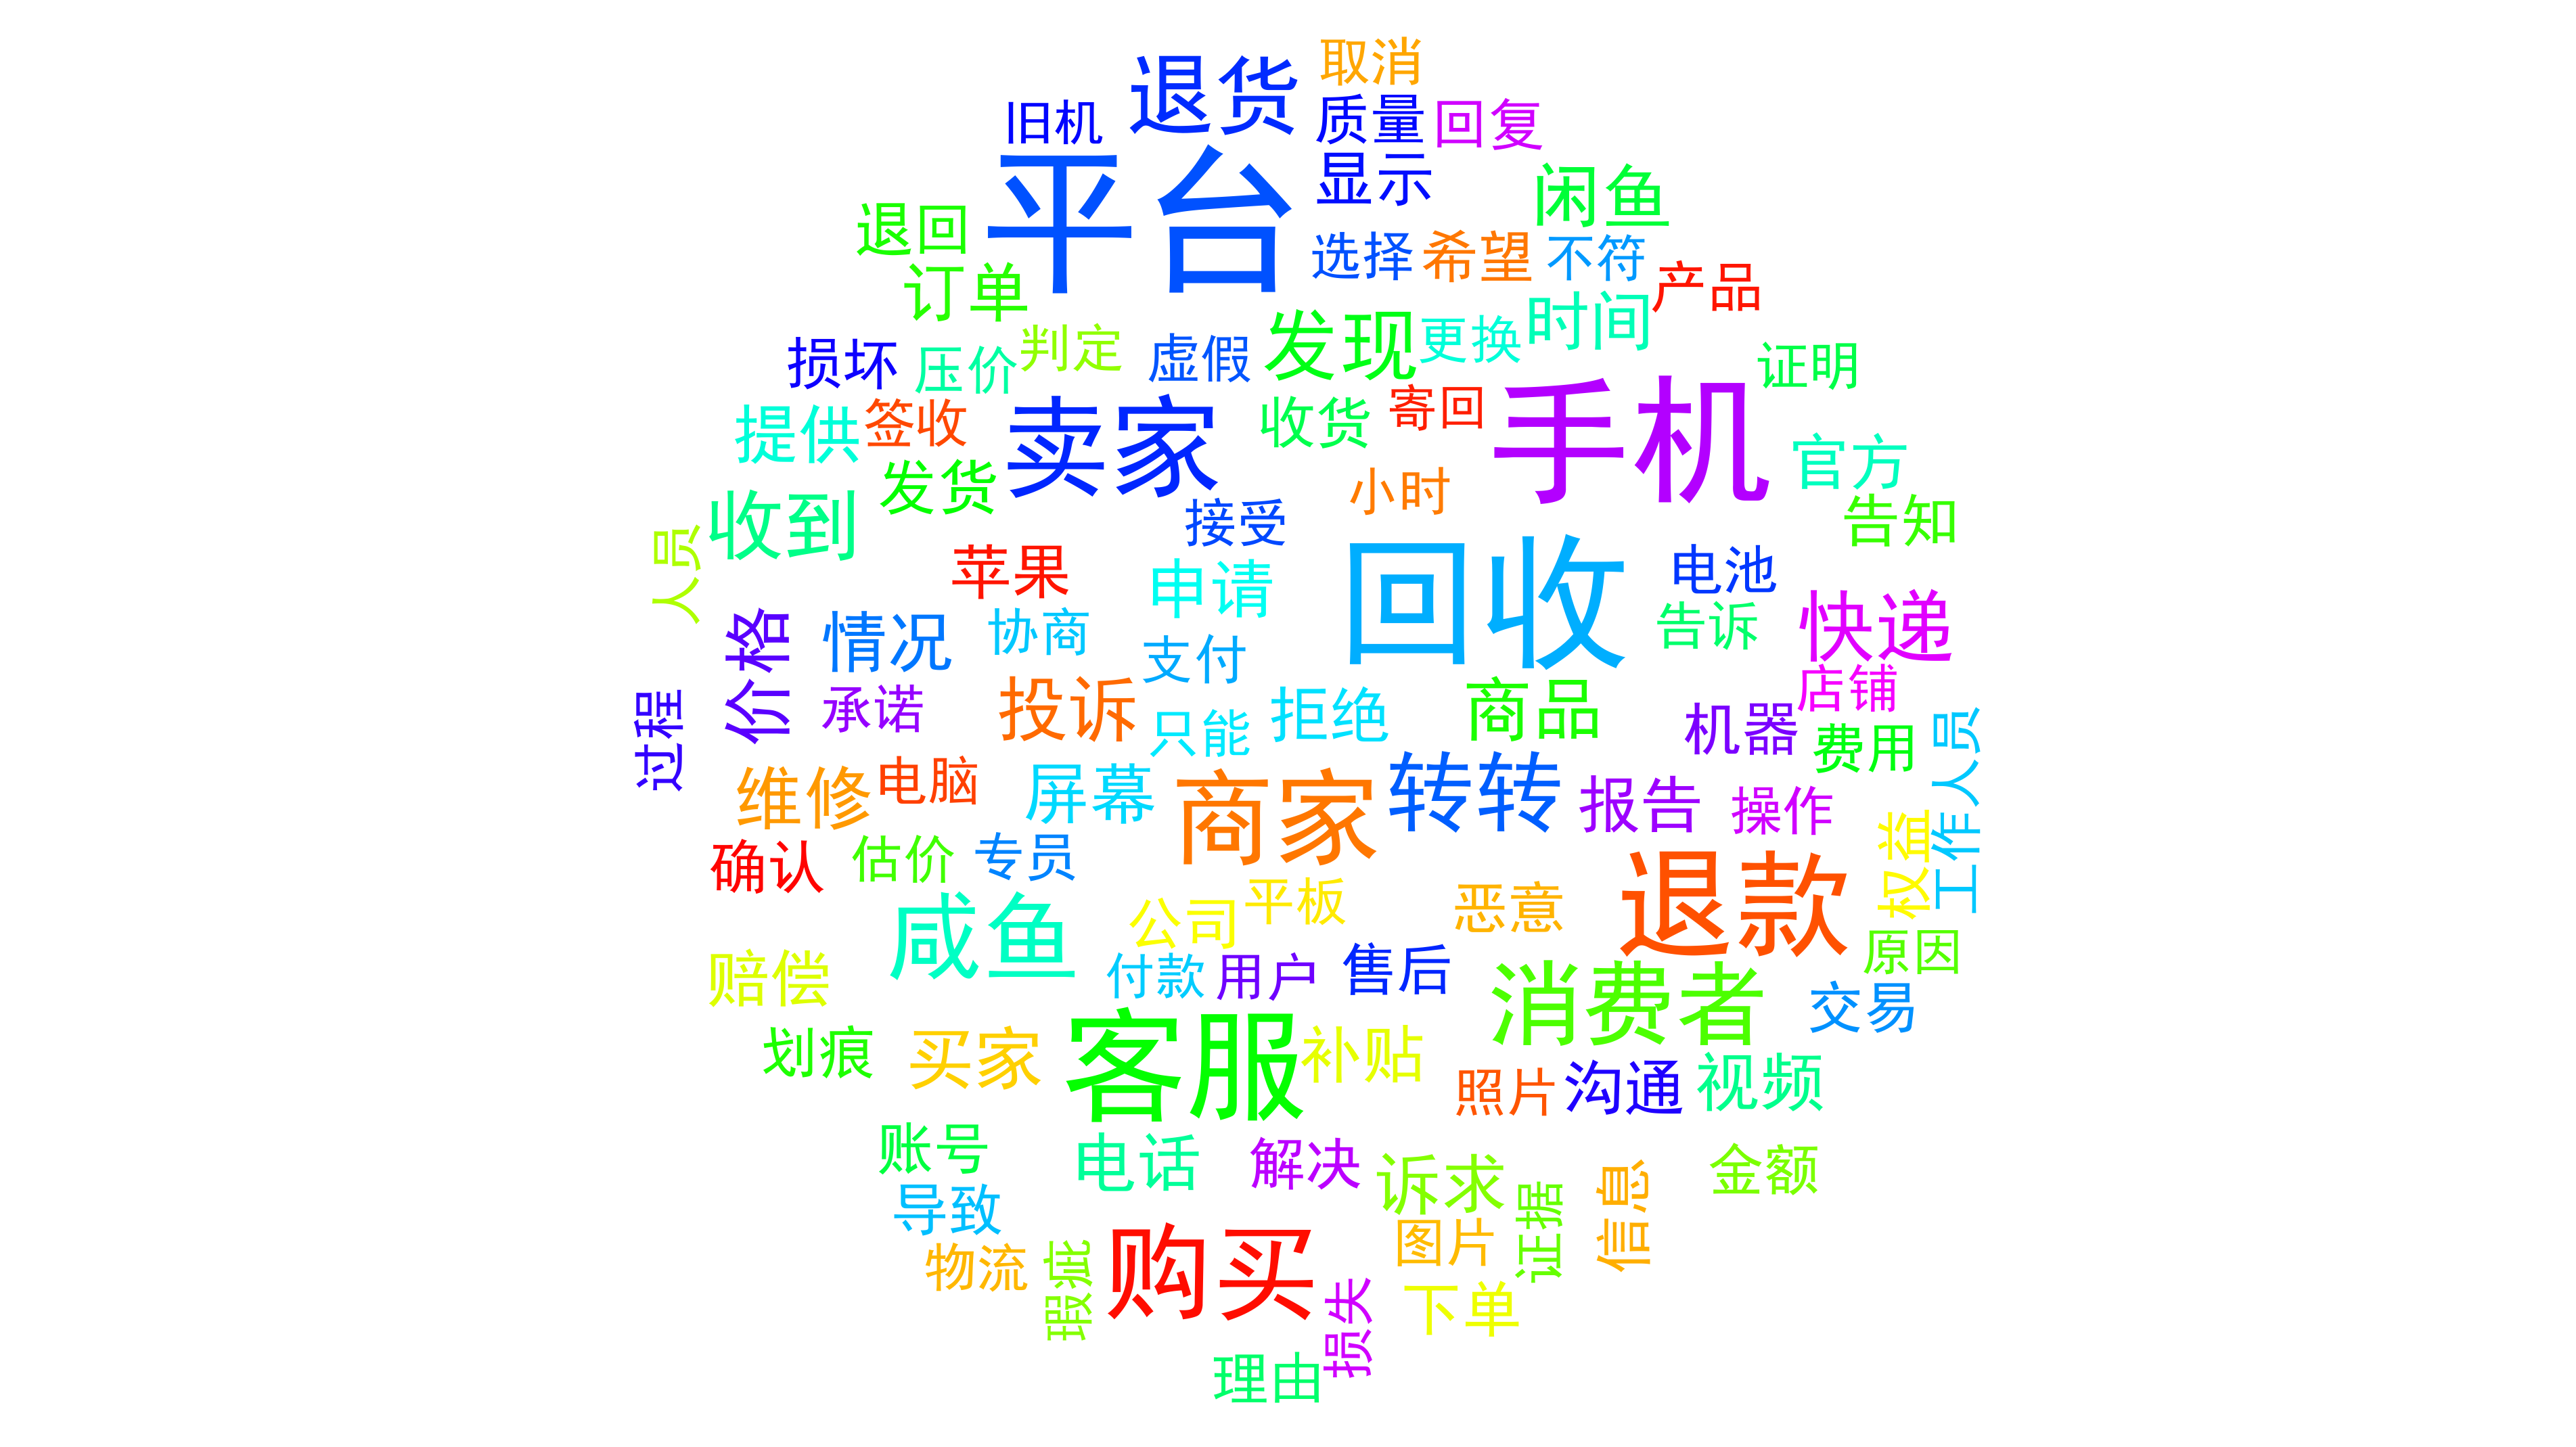 取消
退货
旧机
质量
回复
平台
显示
闲鱼
退回
选择
希望
不符
产品
订单
时间
发现
更换
判定
虚假
损坏
压价
证明
手机
卖家
收货
寄回
提供
签收
官方
发货
小时
收到
接受
告知
人员
苹果
申请
回收
电池
快递
告诉
价格
情况
协商
支付
店铺
过程
承诺
投诉
只能
拒绝
商品
机器
费用
工作人员
维修
电脑
屏幕
商家
转转
报告
操作
权益
确认
估价
专员
退款
平板
恶意
公司
咸鱼
原因
赔偿
付款
用户
售后
消费者
交易
划痕
买家
客服
补贴
照片
沟通
视频
账号
电话
解决
诉求
金额
导致
图片
证据
信息
物流
瑕疵
购买
损失
下单
理由